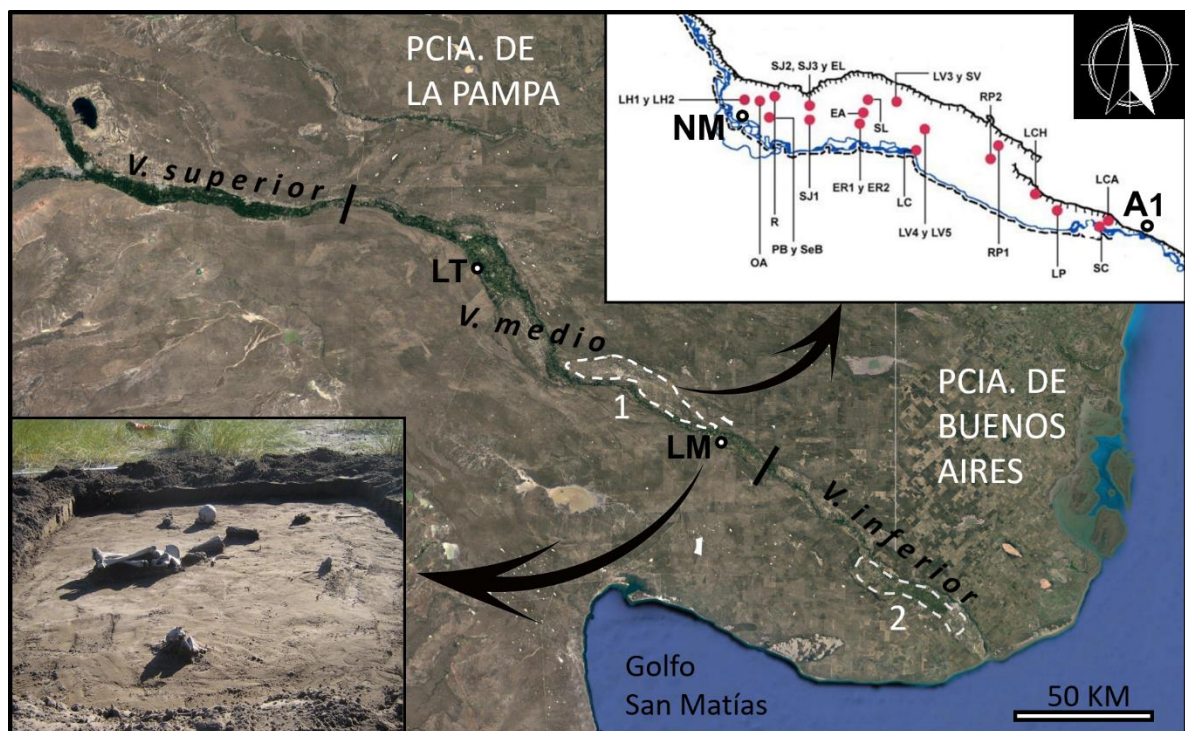 PCIA. DE
LA PAMPA
V. superior
LT
V. medio
1
LM
V. inferior
2
PCIA. DE
BUENOS
AIRES
Golfo
San Matías
50 KM
SJ2, SJ3 y EL
LV3 y SV
LH1 y LH2
RP2
EA
SL
LCH
NM
LCA
A1
R
SJ1
ER1 y ER2
LC
PB y SeB
LV4 y LV5
OA
RP1
LP
SC